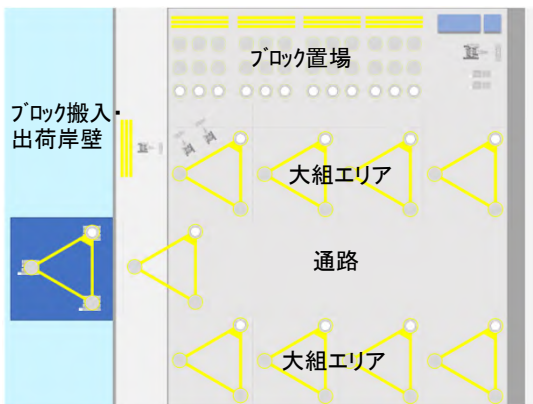 ブロック置場
ブロック搬入・
出荷岸壁
大組エリア
通路
大組エリア